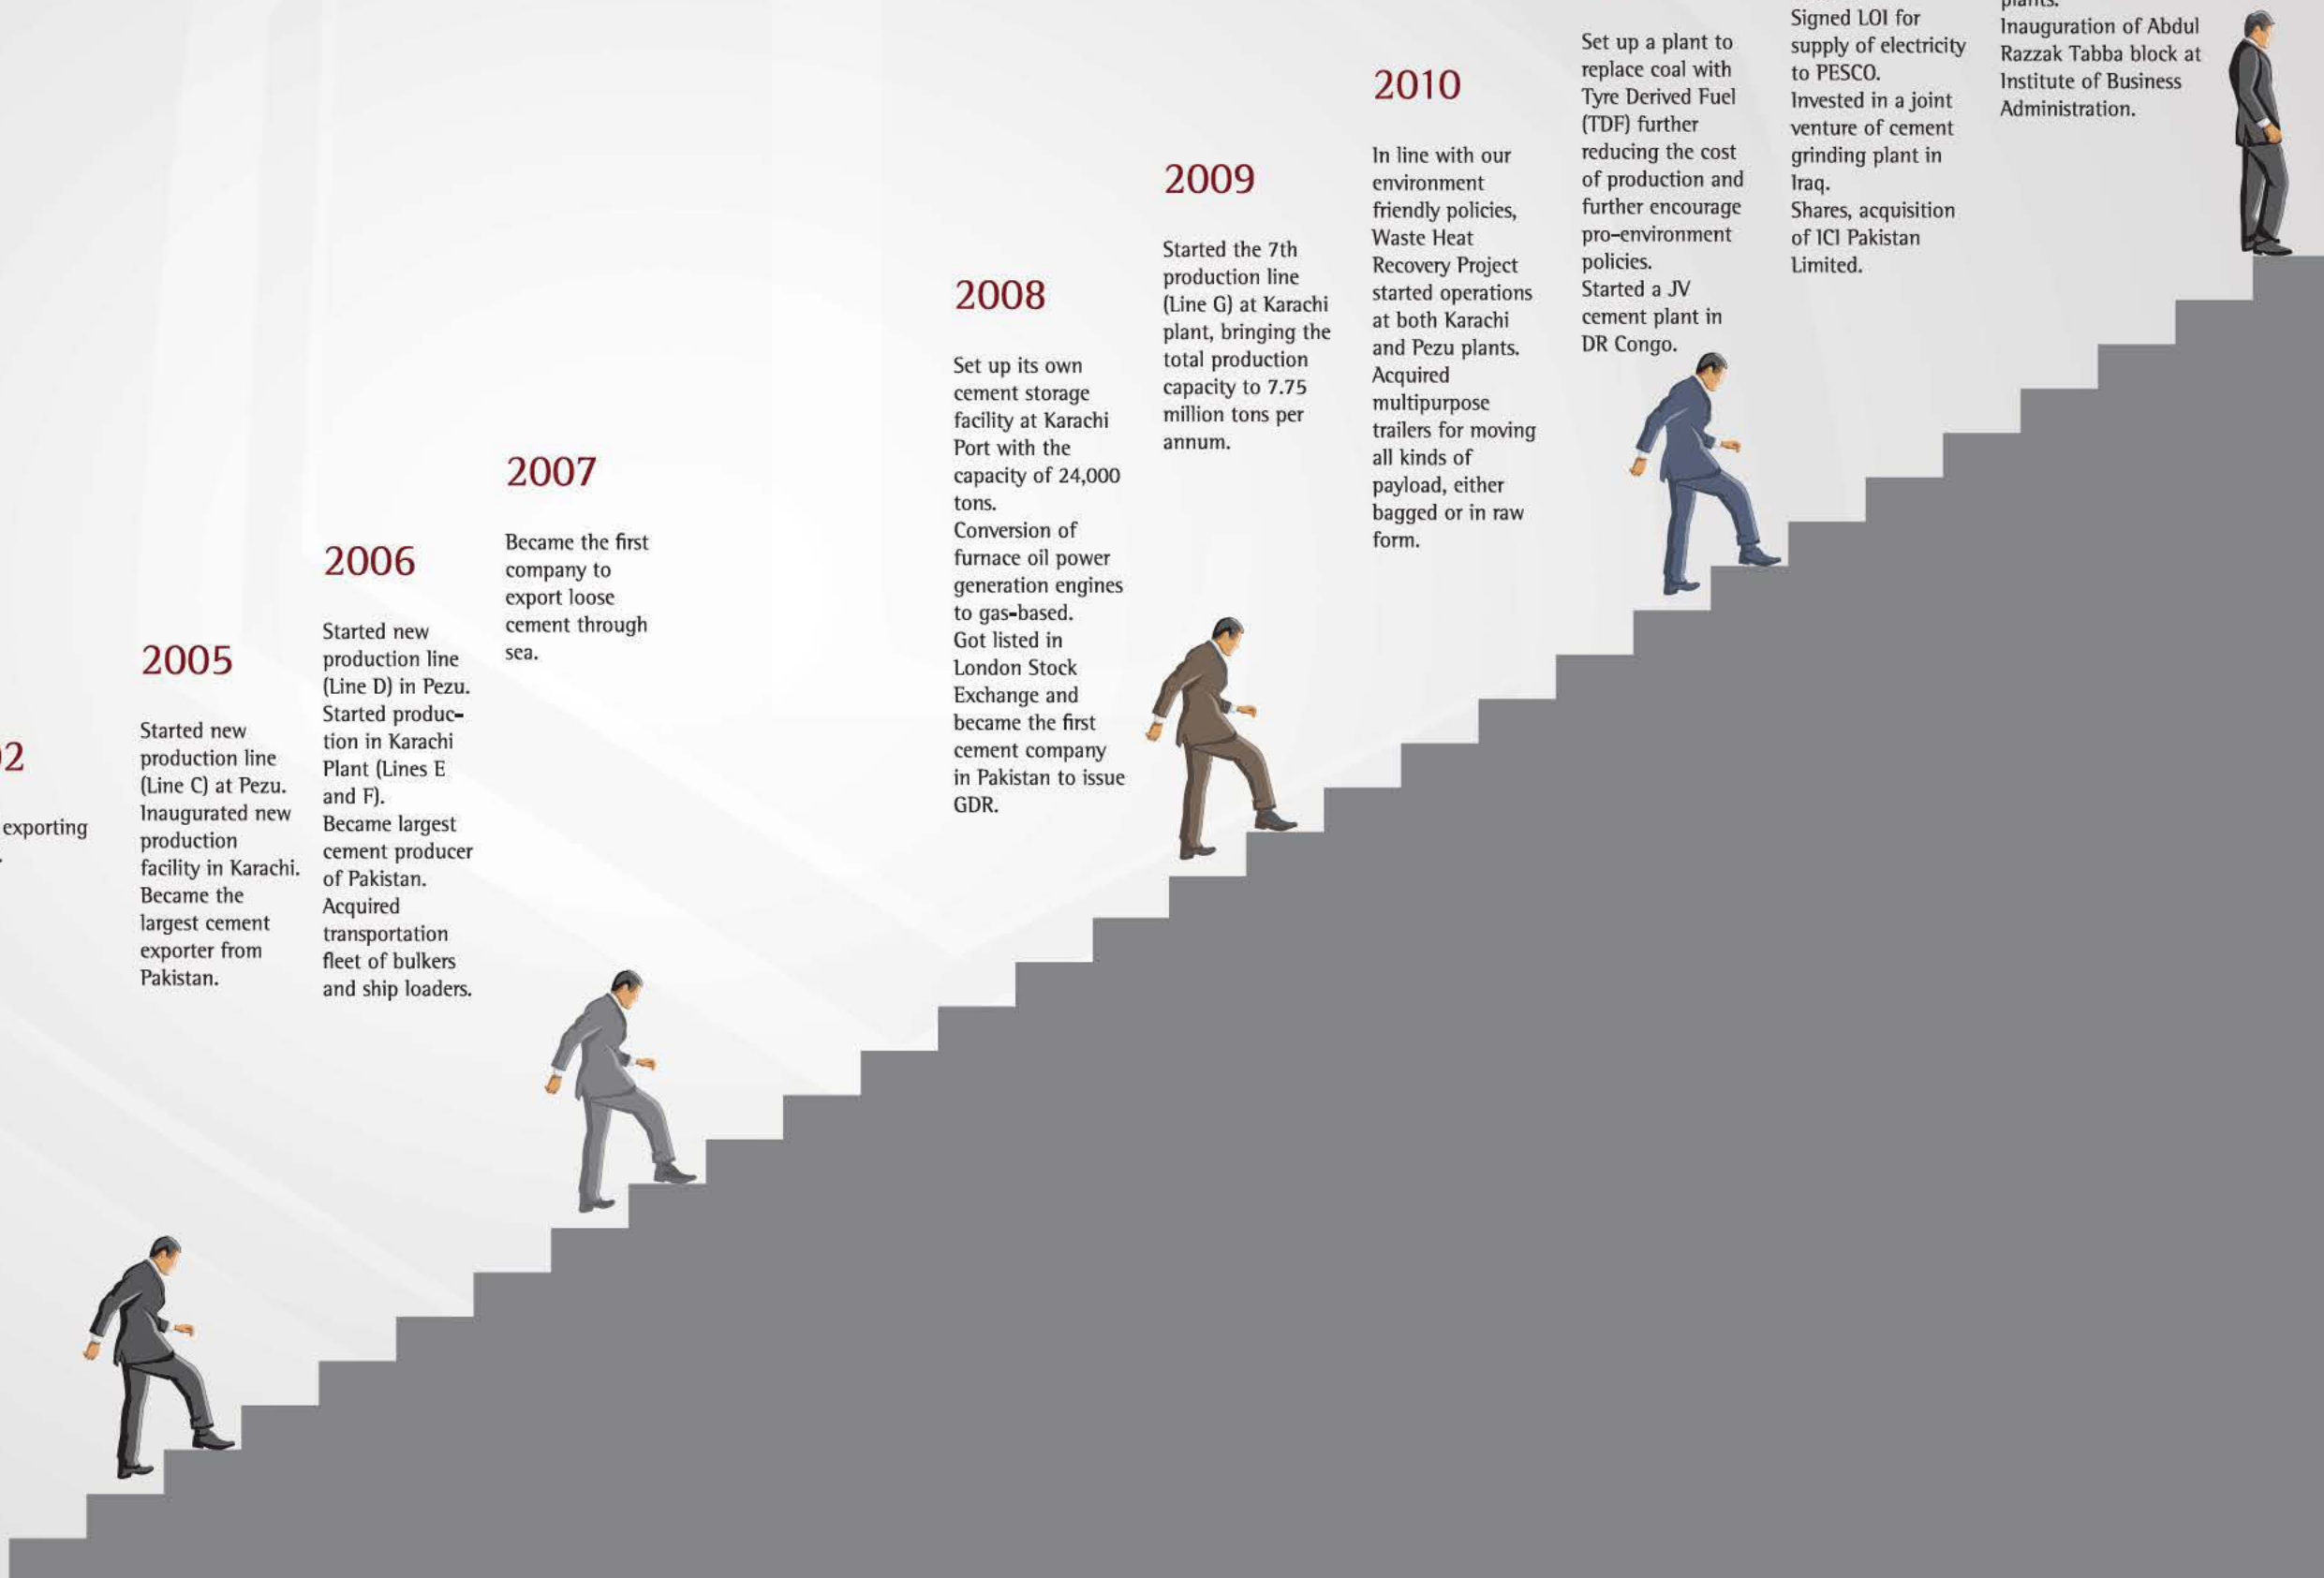 2
exporting
2005
Started new
production line
(Line C) at Pezu.
Inaugurated new
production
facility in Karachi.
Became the
largest cement
exporter from
Pakistan.
2006
Started new
production line
(Line D) in Pezu.
Started produc-
tion in Karachi
Plant (Lines E
and F).
Became largest
cement producer
of Pakistan.
Acquired
transportation
fleet of bulkers
and ship loaders.
2007
Became the first
company to
export loose
cement through
sea.
2008
Set up its own
cement storage
facility at Karachi
Port with the
capacity of 24,000
tons.
Conversion of
furnace oil power
generation engines
to gas-based.
Got listed in
London Stock
Exchange and
became the first
cement company
in Pakistan to issue
GDR.
2009
Started the 7th
production line
(Line G) at Karachi
plant, bringing the
total production
capacity to 7.75
million tons per
annum.
2010
In line with our
environment
friendly policies,
Waste Heat
Recovery Project
started operations
at both Karachi
and Pezu plants.
Acquired
multipurpose
trailers for moving
all kinds of
payload, either
bagged or in raw
form.
Set up a plant to
replace coal with
Tyre Derived Fuel
(TDF) further
reducing the cost
of production and
further encourage
pro-environment
policies.
Started a JV
cement plant in
DR Congo.
Signed LOI for
supply of electricity
to PESCO.
Invested in a joint
venture of cement
grinding plant in
Iraq.
Shares, acquisition
of ICI Pakistan
Limited.
plants.
Inauguration of Abdul
Razzak Tabba block at
Institute of Business
Administration.